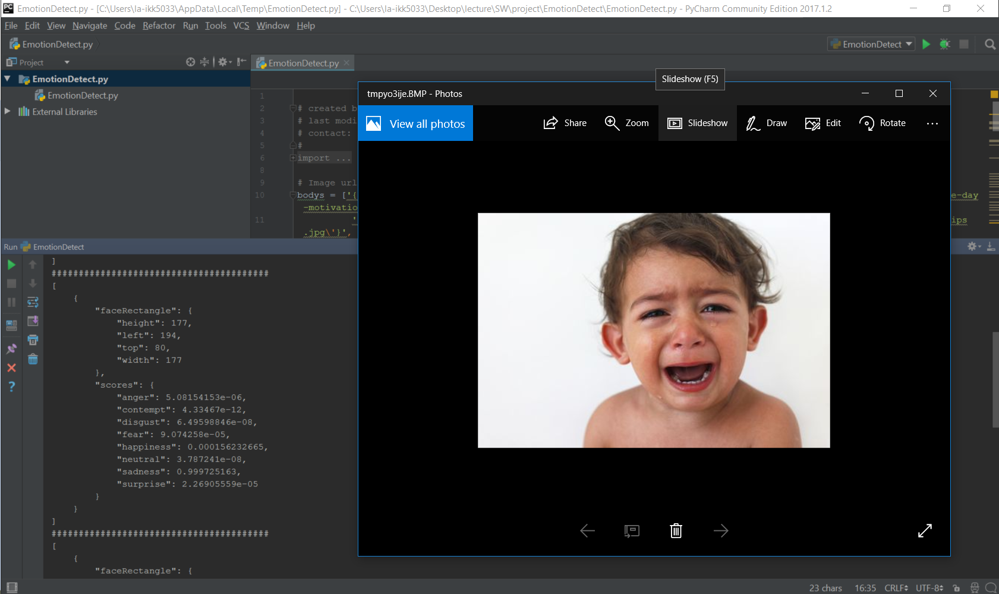 PC EmotionDetect.py - [C:\Users\la-ikk5033\AppData\Local\Temp\EmotionDetect.py] - C:\Users\la-ikk5033\Desktop\lecture\SW\project\EmotionDetect\EmotionDetect.py - PyCharm Community Edition 2017.1.2
File Edit View Navigate Code Refactor Run Tools VCS Window Help
EmotionDetect.py
EmotionDetect
Project
EmotionDetect.py
EmotionDetect.py
EmotionDetect.py
External Libraries
1
2 # created b
3 # last modi
4 # contact:
5 #
6 import ...
8
9 # Image url
10 bodys = ['{ e-day
-motivatio
11 ' ips
.jpg\'}',
Slideshow (F5)
tmpyo3ije.BMP - Photos
View all photos Share Zoom Slideshow Draw Edit Rotate ...
Run EmotionDetect
]
########################################
[
{
"faceRectangle": {
"height": 177,
"left": 194,
"top": 80,
"width": 177
},
"scores": {
"anger": 5.08154153e-06,
"contempt": 4.33467e-12,
"disgust": 6.49598846e-08,
"fear": 9.074258e-05,
"happiness": 0.000156232665,
"neutral": 3.787241e-08,
"sadness": 0.999725163,
"surprise": 2.26905559e-05
}
}
]
########################################
[
{
"faceRectangle": {
23 chars 16:35 CRLF UTF-8